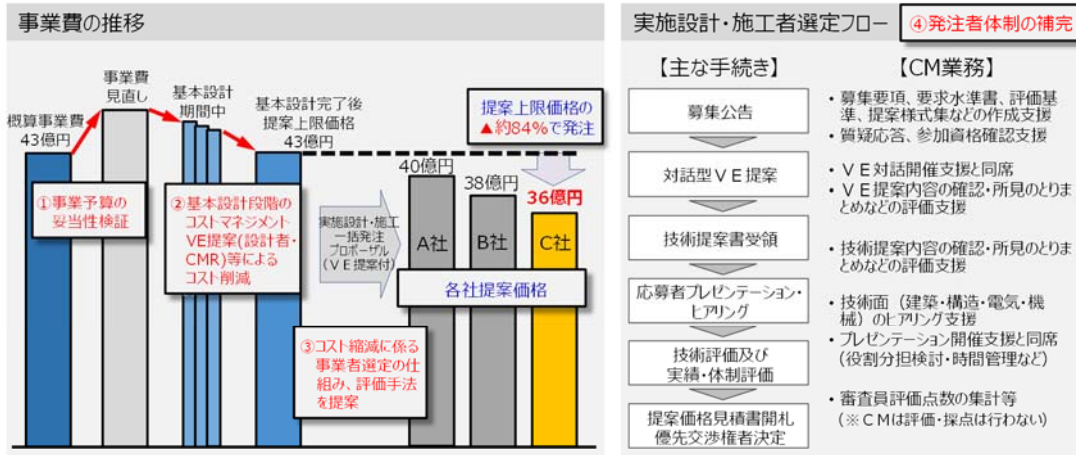 事業費の推移
事業費
見直し
基本設計
期間中
概算事業費
43億円
基本設計完了後
提案上限価格
43億円
提案上限価格の
▲約84%で発注
①事業予算の
妥当性検証
②基本設計段階の
コストマネジメント
VE提案(設計者・
CMR)等による
コスト削減
実施設計・施工
一括発注
プロポーザル
(VE提案付)
40億円
38億円
36億円
A社
B社
C社
各社提案価格
③コスト縮減に係る
事業者選定の仕
組み、評価手法
を提案
実施設計・施工者選定フロー
④発注者体制の補完
【主な手続き】
【CM業務】
募集公告
・募集要項、要求水準書、評価基
準、提案様式集などの作成支援
・質疑応答、参加資格確認支援
対話型VE提案
・VE対話開催支援と同席
・VE提案内容の確認・所見のとりま
とめなどの評価支援
技術提案書受領
・技術提案内容の確認・所見のとりま
とめなどの評価支援
応募者プレゼンテーション・
ヒアリング
・技術面(建築・構造・電気・機
械)のヒアリング支援
・プレゼンテーション開催支援と同席
(役割分担検討・時間管理など)
技術評価及び
実績・体制評価
・審査員評価点数の集計等
(※CMは評価・採点は行わない)
提案価格見積書開札
優先交渉権者決定